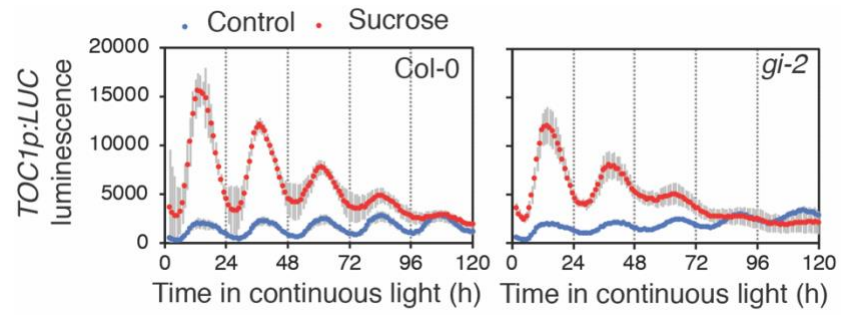 Control Sucrose
TOC1p:LUC
luminescence
20000
15000
10000
5000
0
Col-0
gi-2
0 24 48 72 96 120
0 24 48 72 96 120
Time in continuous light (h)
Time in continuous light (h)